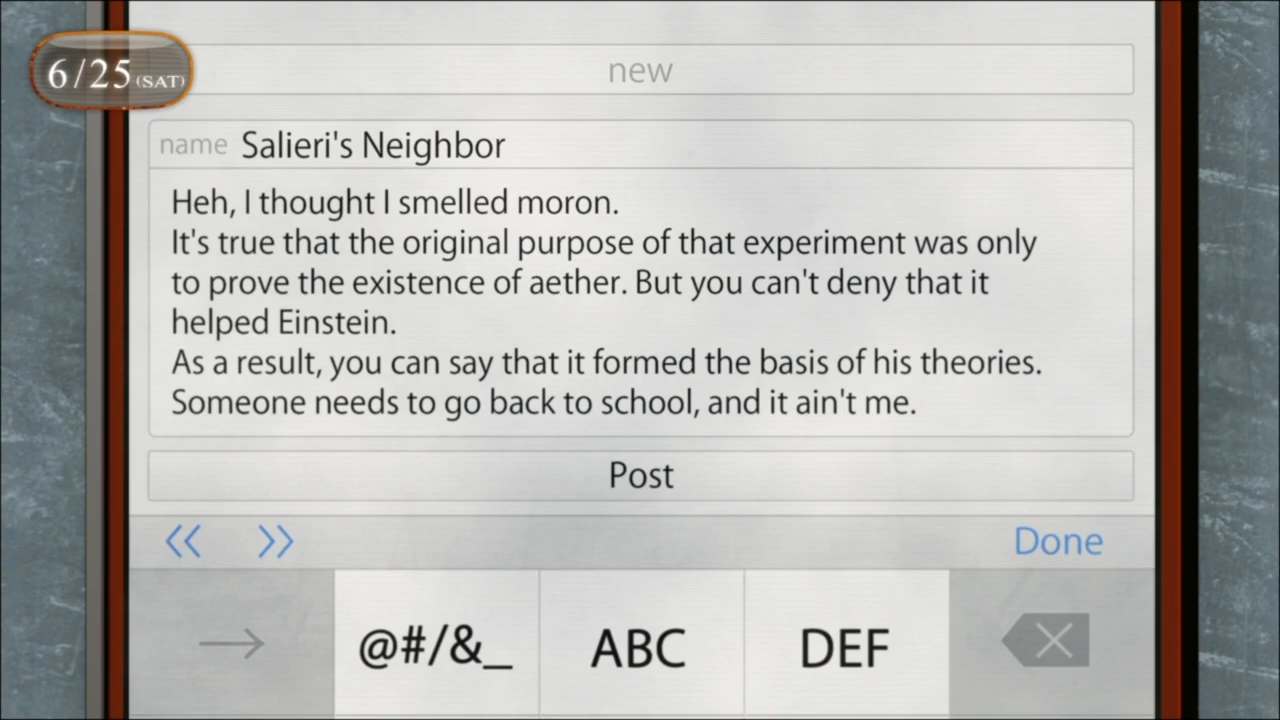 6/25(SAT)
new
name Salieri's Neighbor
Heh, I thought I smelled moron.
It's true that the original purpose of that experiment was only
to prove the existence of aether. But you can't deny that it
helped Einstein.
As a result, you can say that it formed the basis of his theories.
Someone needs to go back to school, and it ain't me.
Post
Done
@#/&_ ABC DEF